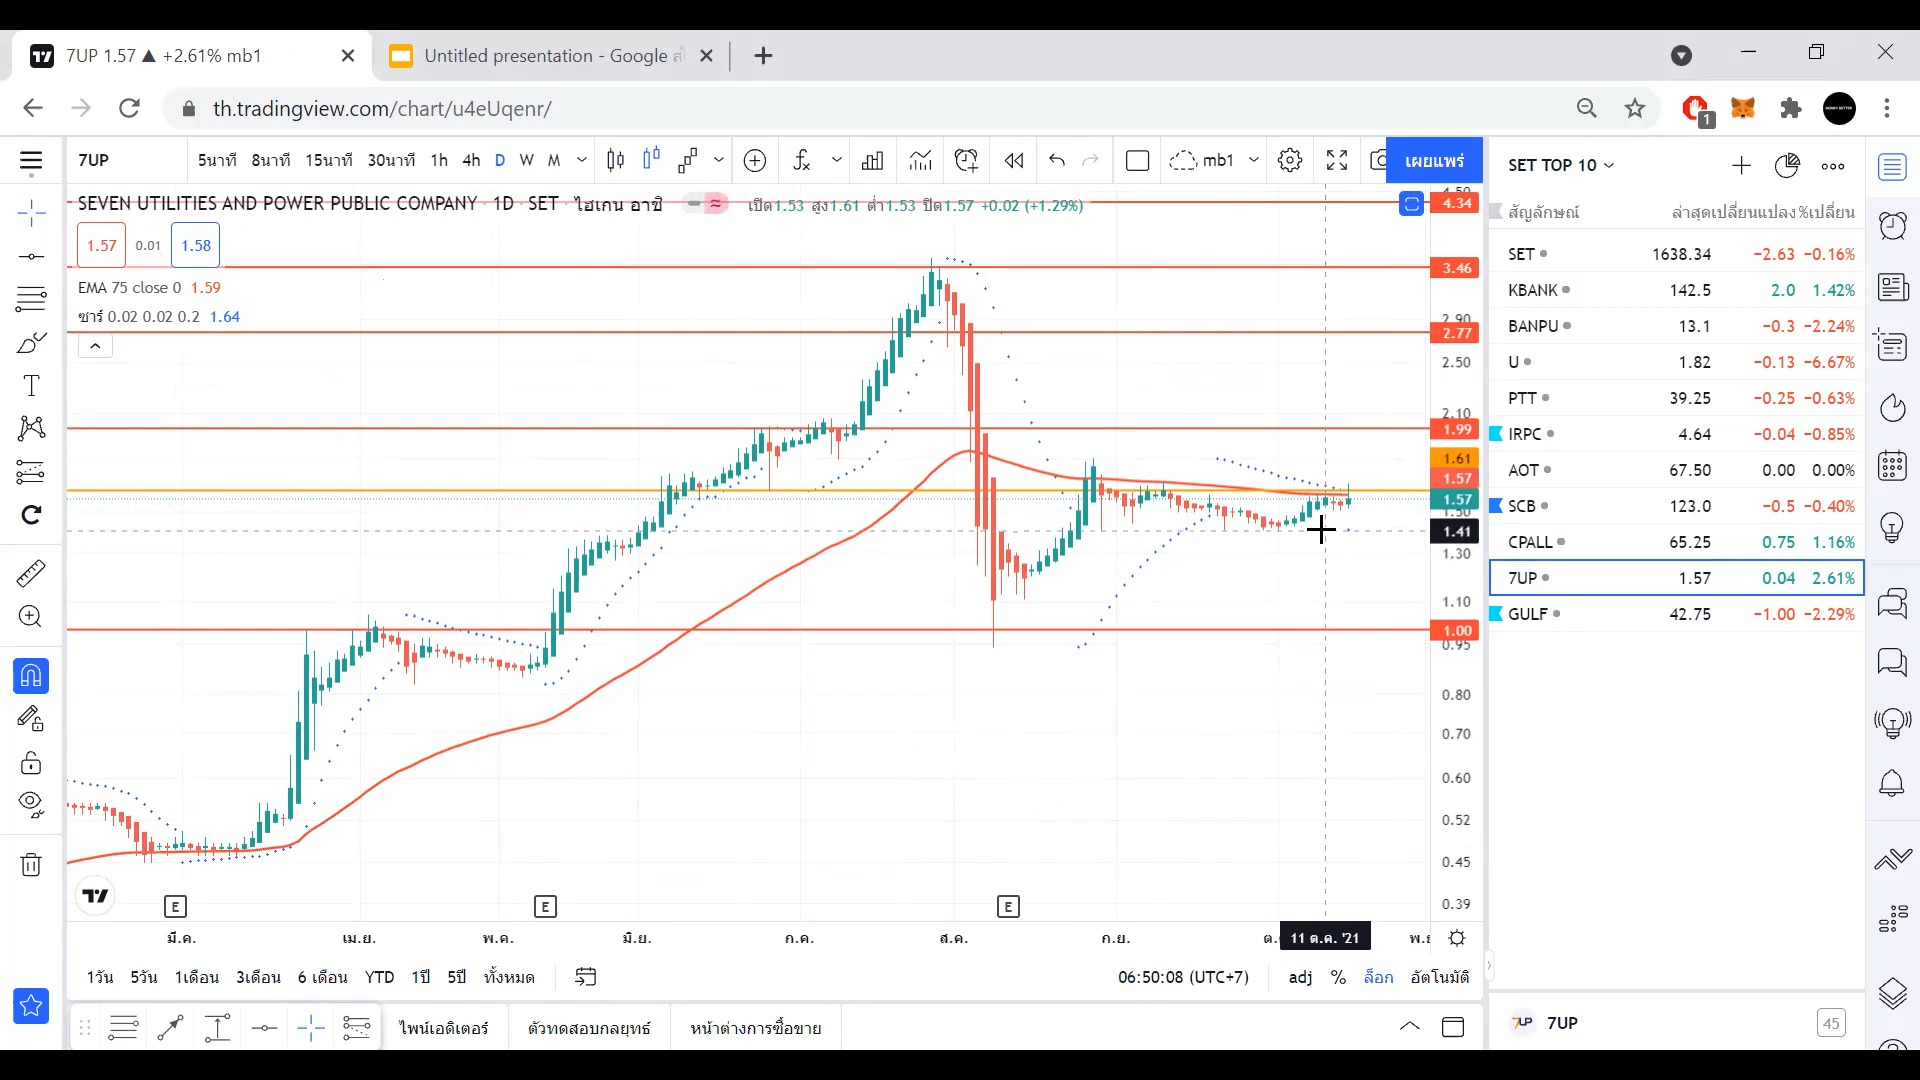 7UP 1.57 ▲ +2.61% mb1
Untitled presentation - Google ส
th.tradingview.com/chart/u4eUqenr/
1
7UP
5นาที 8นาที 15นาที 30นาที 1h 4h D W M
mb1
เผยแพร่
SEVEN UTILITIES AND POWER PUBLIC COMPANY · 1D · SET · ไฮเกน อาชิ
เปิด1.53 สูง1.61 ต่ำ1.53 ปิด1.57 +0.02 (+1.29%)
1.57 0.01 1.58
EMA 75 close 0 1.59
ซาร์ 0.02 0.02 0.2 1.64
4.50
4.34
3.46
2.90
2.77
2.50
2.10
1.99
1.61
1.57
1.57
1.50
1.41
1.30
1.10
1.00
0.95
0.80
0.70
0.60
0.52
0.45
0.39
E E E
มี.ค. เม.ย. พ.ค. มิ.ย. ก.ค. ส.ค. ก.ย. ต. 11 ต.ค. '21 พ.ย
1วัน 5วัน 1เดือน 3เดือน 6 เดือน YTD 1ปี 5ปี ทั้งหมด
06:50:08 (UTC+7) adj % ล็อก อัตโนมัติ
ไพน์เอดิเตอร์ ตัวทดสอบกลยุทธ์ หน้าต่างการซื้อขาย
SET TOP 10
สัญลักษณ์ ล่าสุด เปลี่ยนแปลง %เปลี่ยน
SET 1638.34 −2.63 −0.16%
KBANK 142.5 2.0 1.42%
BANPU 13.1 −0.3 −2.24%
U 1.82 −0.13 −6.67%
PTT 39.25 −0.25 −0.63%
IRPC 4.64 −0.04 −0.85%
AOT 67.50 0.00 0.00%
SCB 123.0 −0.5 −0.40%
CPALL 65.25 0.75 1.16%
7UP 1.57 0.04 2.61%
GULF 42.75 −1.00 −2.29%
7UP 7UP 45